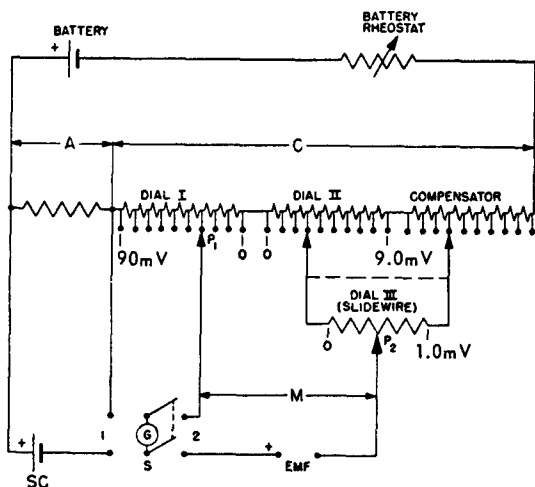 BATTERY
+
BATTERY
RHEOSTAT
A
C
DIAL I
DIAL II
COMPENSATOR
P1
90mV
0
0
9.0mV
DIAL III
(SLIDEWIRE)
0
P2
1.0mV
M
1
G
2
+
S
+
EMF
SC